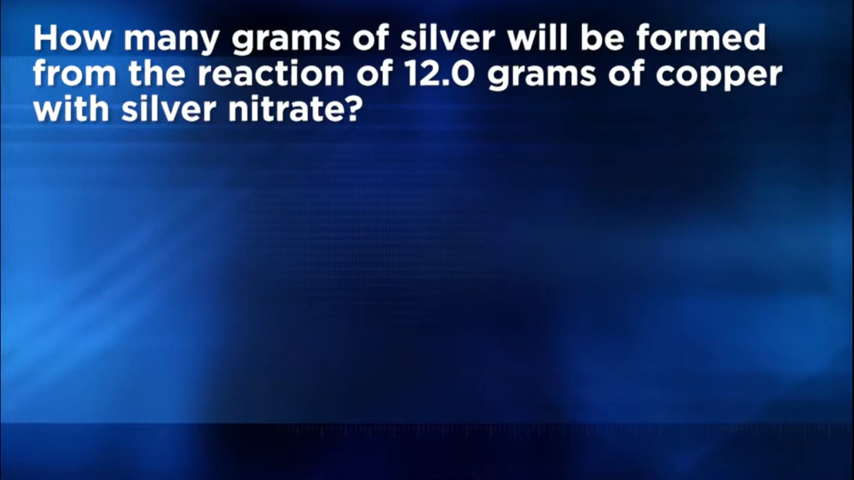 How many grams of silver will be formed
from the reaction of 12.0 grams of copper
with silver nitrate?